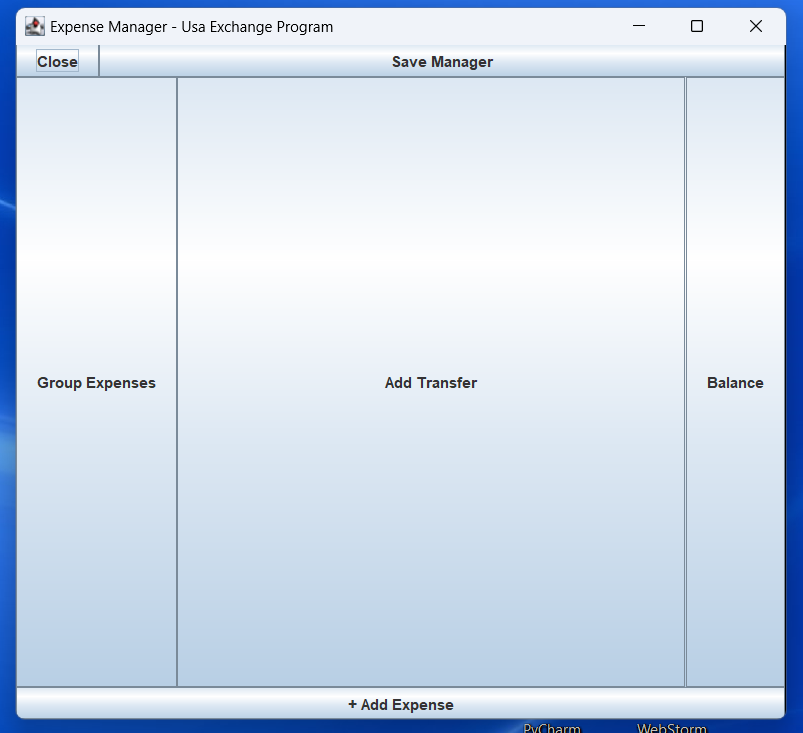 Expense Manager - Usa Exchange Program
Close
Save Manager
Group Expenses
Add Transfer
Balance
+ Add Expense
PyCharm
WebStorm